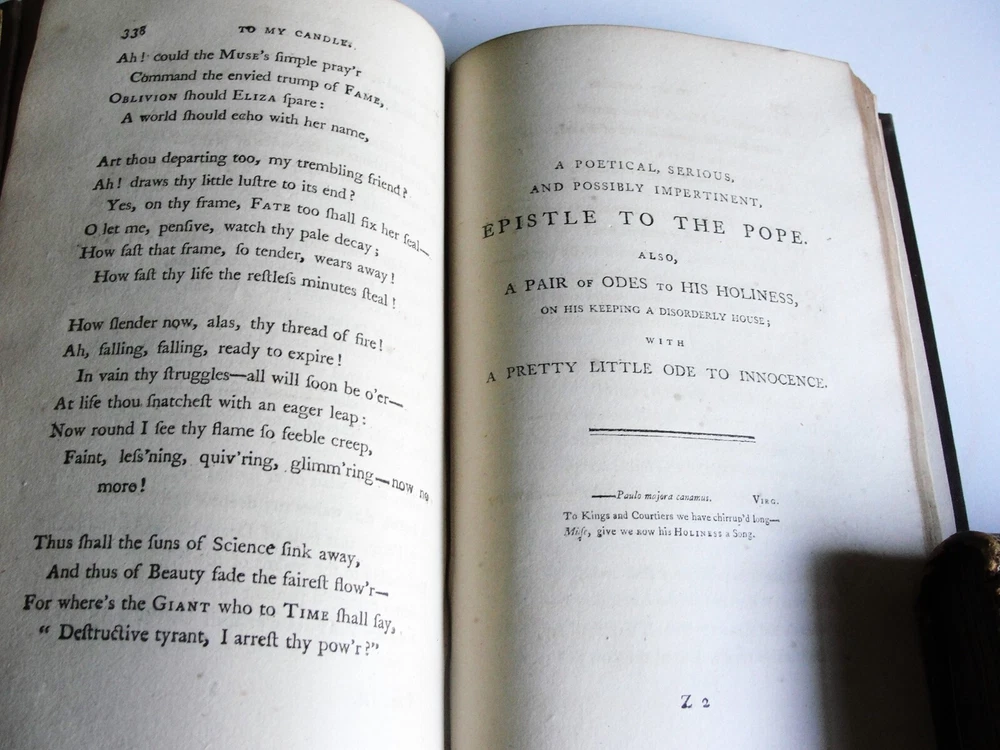 338 TO MY CANDLE.
Ah! could the MUSE's ſimple pray'r
Command the envied trump of FAME,
OBLIVION ſhould ELIZA ſpare:
A world ſhould echo with her name,
Art thou departing too, my trembling friend?
Ah! draws thy little luſtre to its end?
Yes, on thy frame, FATE too ſhall fix her ſeal—
O let me, penſive, watch thy pale decay;
How faſt that frame, ſo tender, wears away!
How faſt thy life the reſtleſs minutes ſteal!
How ſlender now, alas, thy thread of fire!
Ah, falling, falling, ready to expire!
In vain thy ſtruggles—all will ſoon be o'er—
At life thou ſnatcheſt with an eager leap:
Now round I ſee thy flame ſo feeble creep,
Faint, leſs'ning, quiv'ring, glimm'ring—now no
more!
Thus ſhall the ſuns of Science ſink away,
And thus of Beauty fade the faireſt flow'r—
For where's the GIANT who to TIME ſhall ſay,
“ Deſtructive tyrant, I arreſt thy pow'r?”
A POETICAL, SERIOUS,
AND POSSIBLY IMPERTINENT,
EPISTLE TO THE POPE.
ALSO,
A PAIR OF ODES TO HIS HOLINESS,
ON HIS KEEPING A DISORDERLY HOUSE;
WITH
A PRETTY LITTLE ODE TO INNOCENCE.
—Paulo majora canamus. VIRG.
To Kings and Courtiers we have chirrup'd long—
Muſe, give we now his HOLINESS a Song.
Z 2